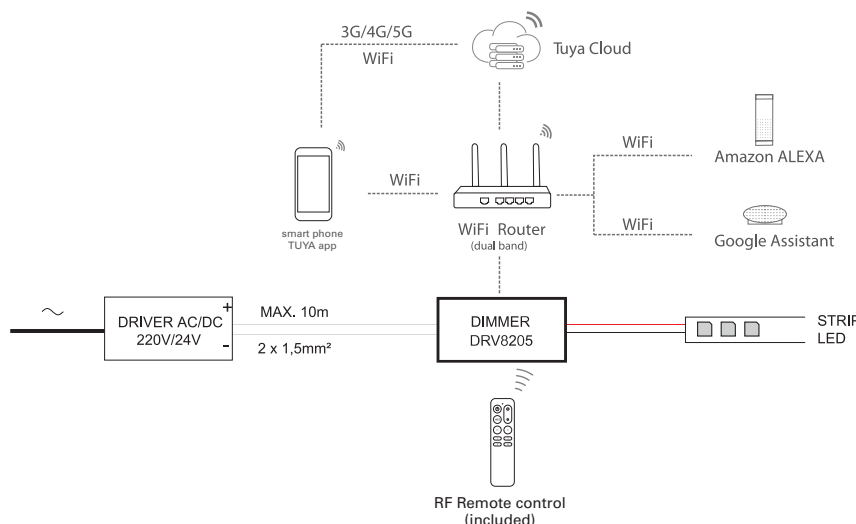 3G/4G/5G
WiFi
Tuya Cloud
WiFi
Amazon ALEXA
WiFi
smart phone
TUYA app
WiFi Router
(dual band)
WiFi
Google Assistant
~
DRIVER AC/DC
220V/24V
+
-
MAX. 10m
2 x 1,5mm²
DIMMER
DRV8205
STRIP
LED
RF Remote control
(included)